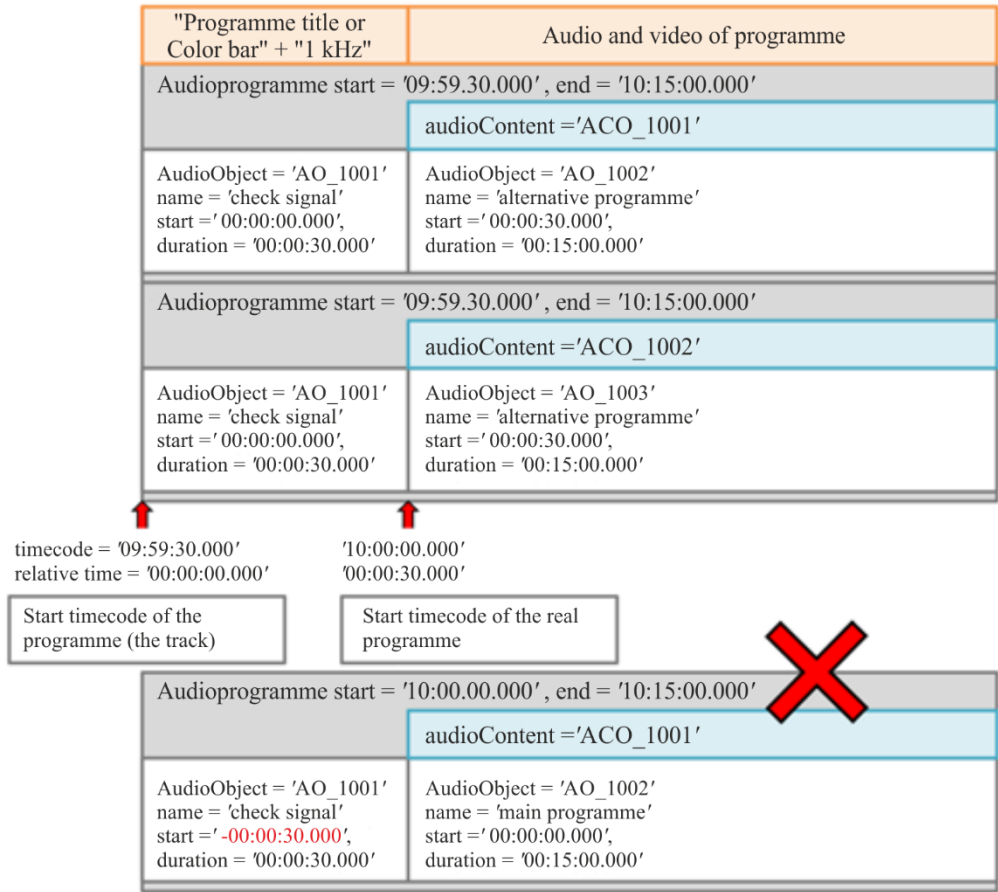 "Programme title or
Color bar" + "1 kHz"
Audio and video of programme
Audioprogramme start = '09:59.30.000' , end = '10:15:00.000'
audioContent ='ACO_1001'
AudioObject = 'AO_1001'
name = 'check signal'
start =' 00:00:00.000',
duration = '00:00:30.000'
AudioObject = 'AO_1002'
name = 'alternative programme'
start =' 00:00:30.000',
duration = '00:15:00.000'
Audioprogramme start = '09:59.30.000' , end = '10:15:00.000'
audioContent ='ACO_1002'
AudioObject = 'AO_1001'
name = 'check signal'
start =' 00:00:00.000',
duration = '00:00:30.000'
AudioObject = 'AO_1003'
name = 'alternative programme'
start =' 00:00:30.000',
duration = '00:15:00.000'
timecode = '09:59:30.000'
relative time = '00:00:00.000'
'10:00:00.000'
'00:00:30.000'
Start timecode of the
programme (the track)
Start timecode of the real
programme
Audioprogramme start = '10:00.00.000' , end = '10:15:00.000'
audioContent ='ACO_1001'
AudioObject = 'AO_1001'
name = 'check signal'
start =' -00:00:30.000',
duration = '00:00:30.000'
AudioObject = 'AO_1002'
name = 'main programme'
start =' 00:00:00.000',
duration = '00:15:00.000'